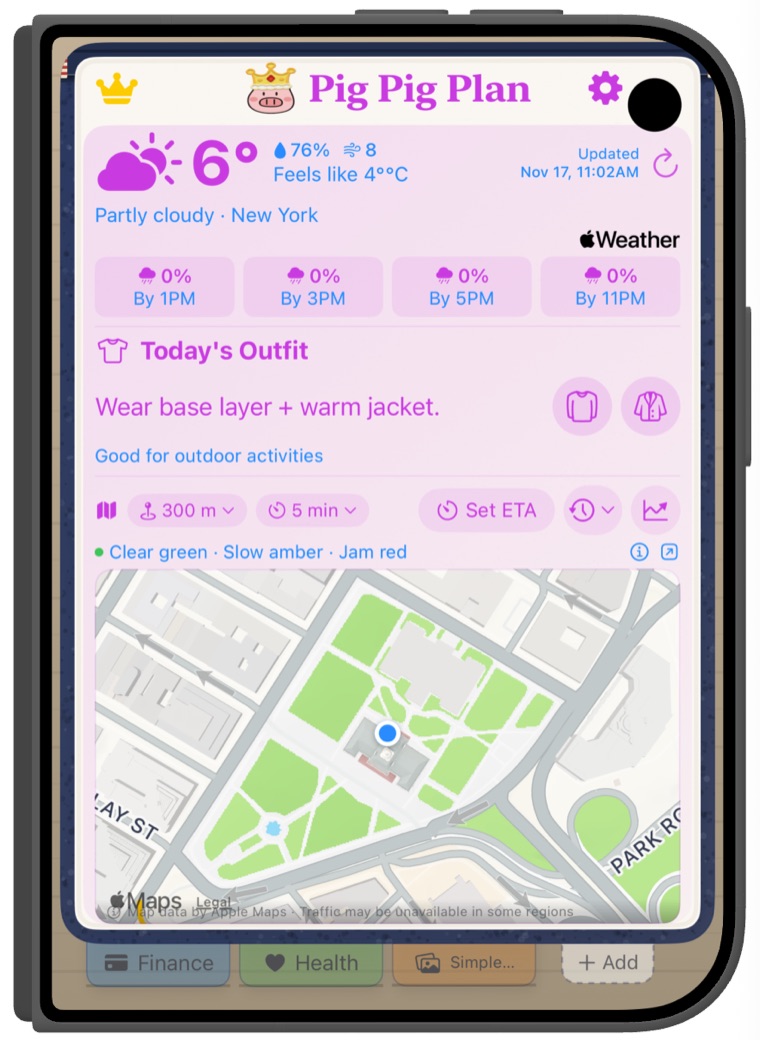 Pig Pig Plan
6°
76% 8
Feels like 4°°C
Updated
Nov 17, 11:02AM
Partly cloudy · New York
Weather
0%
By 1PM
0%
By 3PM
0%
By 5PM
0%
By 11PM
Today's Outfit
Wear base layer + warm jacket.
Good for outdoor activities
300 m
5 min
Set ETA
Clear green · Slow amber · Jam red
LAY ST
PARK RO
Maps Legal
Map data by Apple Maps · Traffic may be unavailable in some regions
Finance
Health
Simple...
+ Add